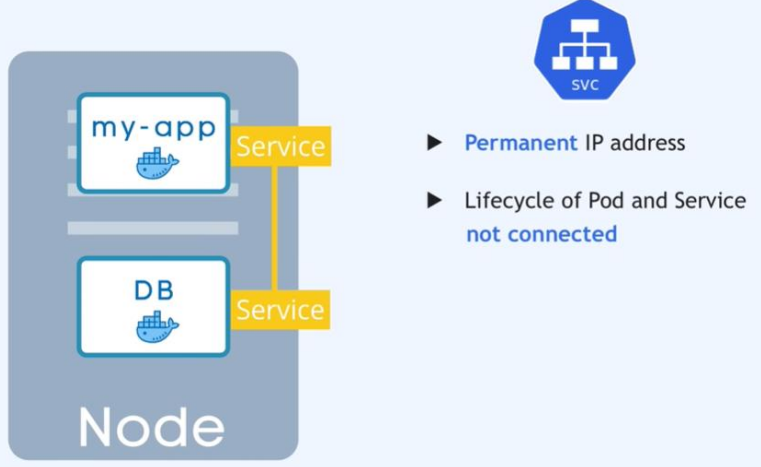 my-app
Service
DB
Service
Node
svc
Permanent IP address
Lifecycle of Pod and Service
not connected